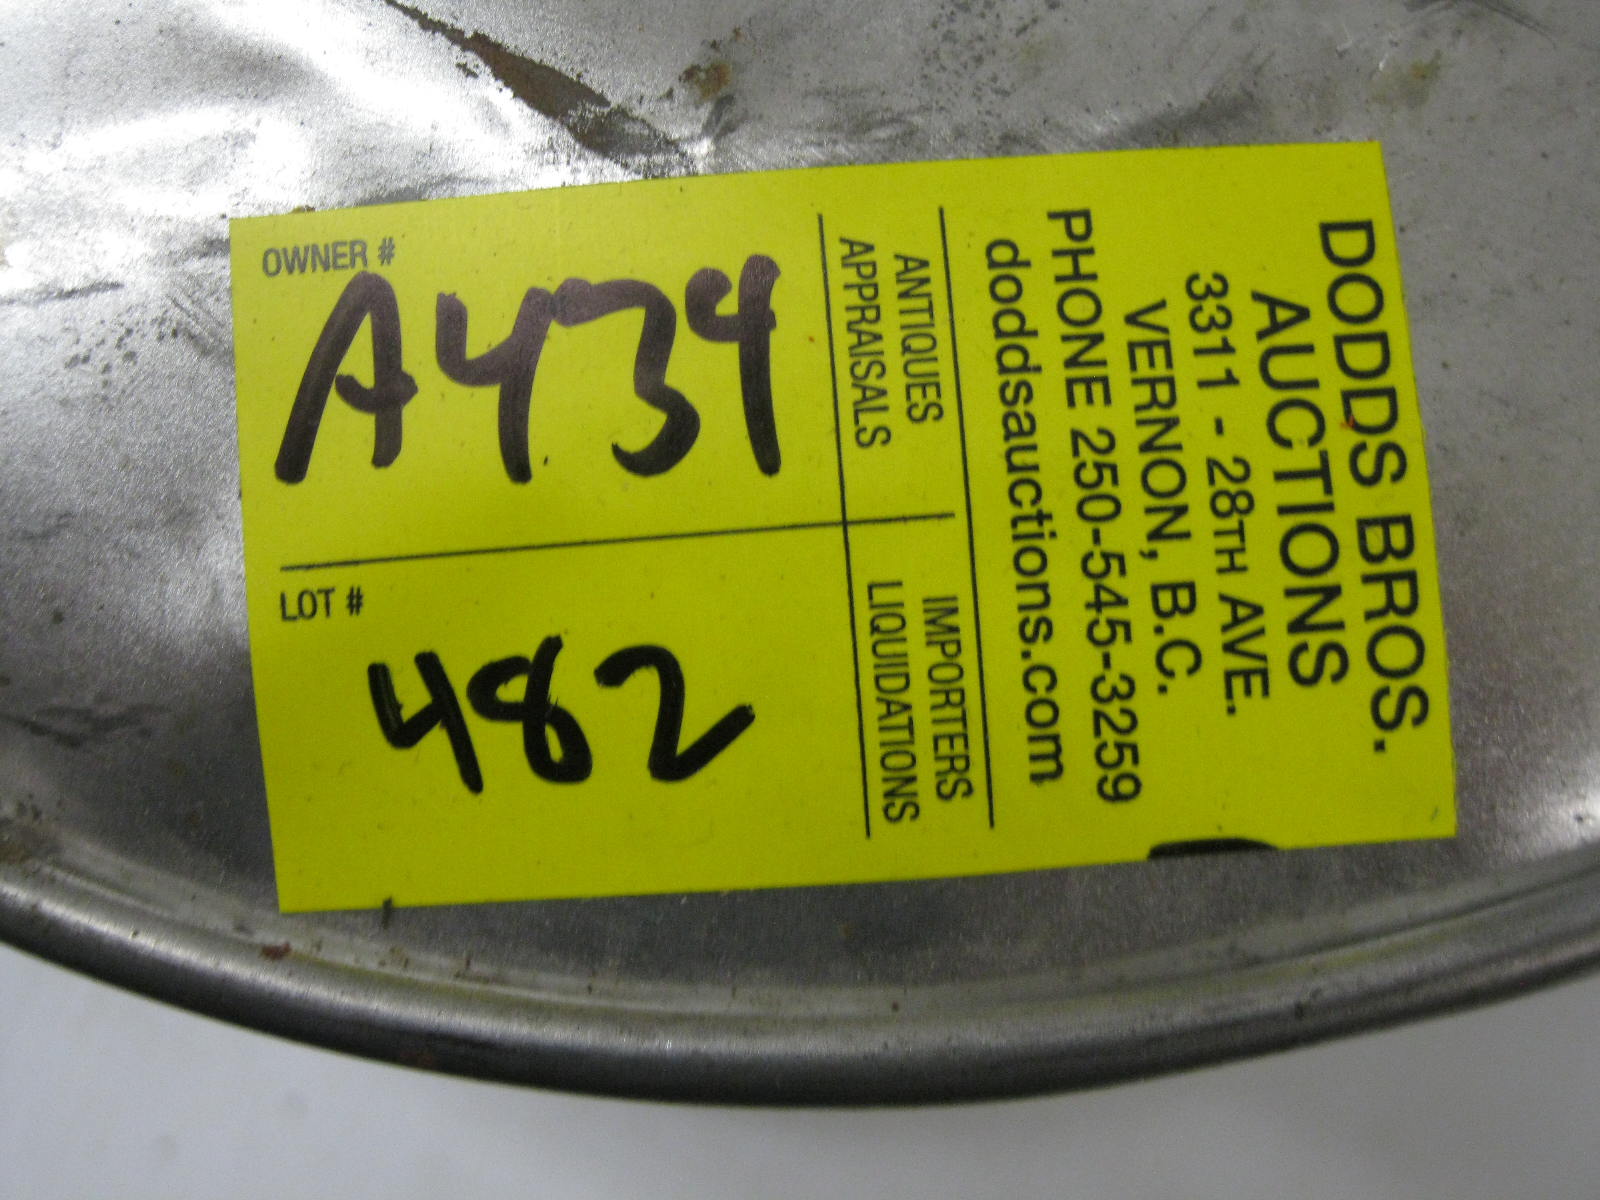 DODDS BROS.
AUCTIONS
3311 - 28TH AVE.
VERNON, B.C.
PHONE 250-545-3259
doddsauctions.com
ANTIQUES
APPRAISALS
IMPORTERS
LIQUIDATIONS
OWNER #
A434
LOT #
482